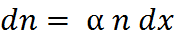 dn = α n dx